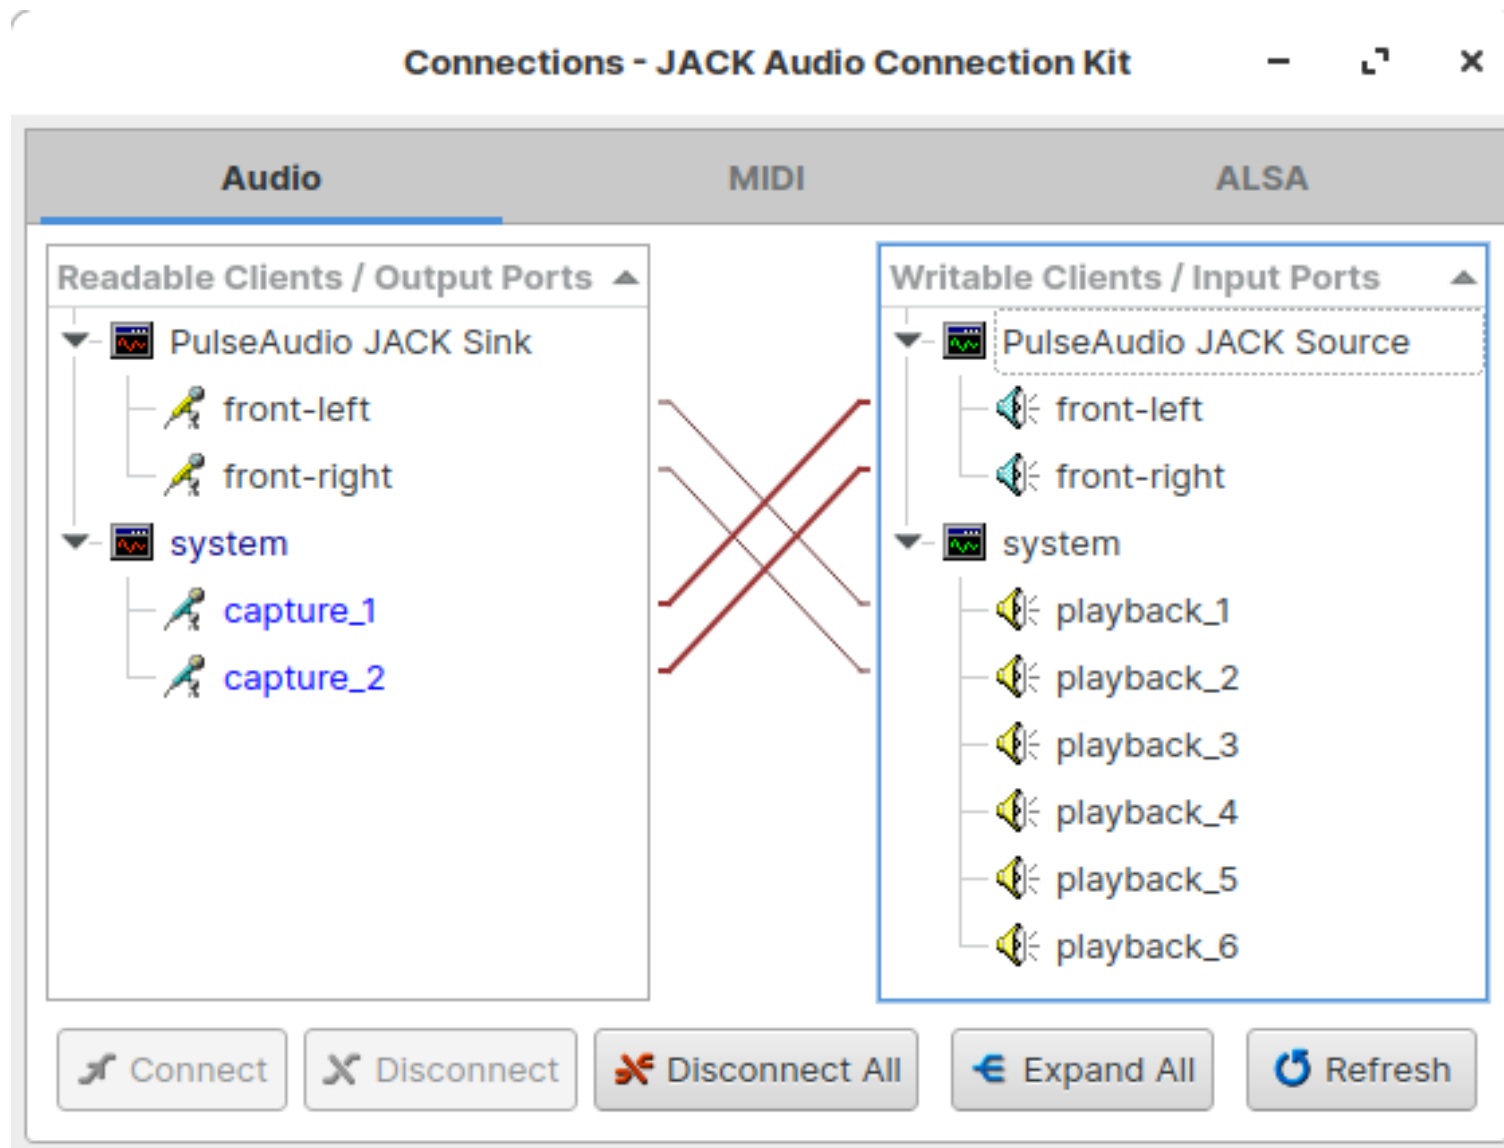 Connections - JACK Audio Connection Kit
Audio MIDI ALSA
Readable Clients / Output Ports
PulseAudio JACK Sink
front-left
front-right
system
capture_1
capture_2
Writable Clients / Input Ports
PulseAudio JACK Source
front-left
front-right
system
playback_1
playback_2
playback_3
playback_4
playback_5
playback_6
Connect Disconnect Disconnect All Expand All Refresh